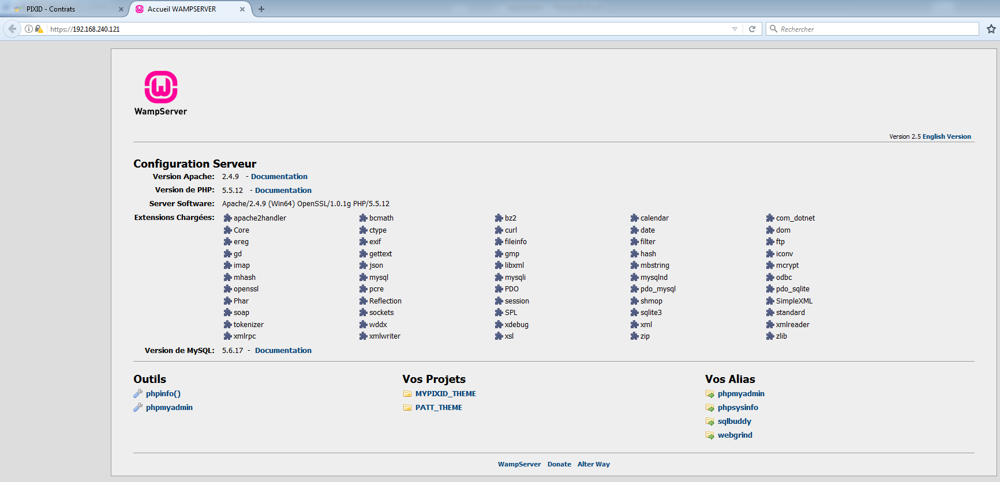 PIXID - Contrats
Accueil WAMPSERVER
https://192.168.240.121
Rechercher
WampServer
Version 2.5 English Version
Configuration Serveur
Version Apache: 2.4.9 - Documentation
Version de PHP: 5.5.12 - Documentation
Server Software: Apache/2.4.9 (Win64) OpenSSL/1.0.1g PHP/5.5.12
Extensions Chargées: apache2handler bcmath bz2 calendar com_dotnet
Core ctype curl date dom
ereg exif fileinfo filter ftp
gd gettext gmp hash iconv
imap json libxml mbstring mcrypt
mhash mysql mysqli mysqlnd odbc
openssl pcre PDO pdo_mysql pdo_sqlite
Phar Reflection session shmop SimpleXML
soap sockets SPL sqlite3 standard
tokenizer wddx xdebug xml xmlreader
xmlrpc xmlwriter xsl zip zlib
Version de MySQL: 5.6.17 - Documentation
Outils
phpinfo()
phpmyadmin
Vos Projets
MYPIXID_THEME
PATT_THEME
Vos Alias
phpmyadmin
phpsysinfo
sqlbuddy
webgrind
WampServer Donate Alter Way